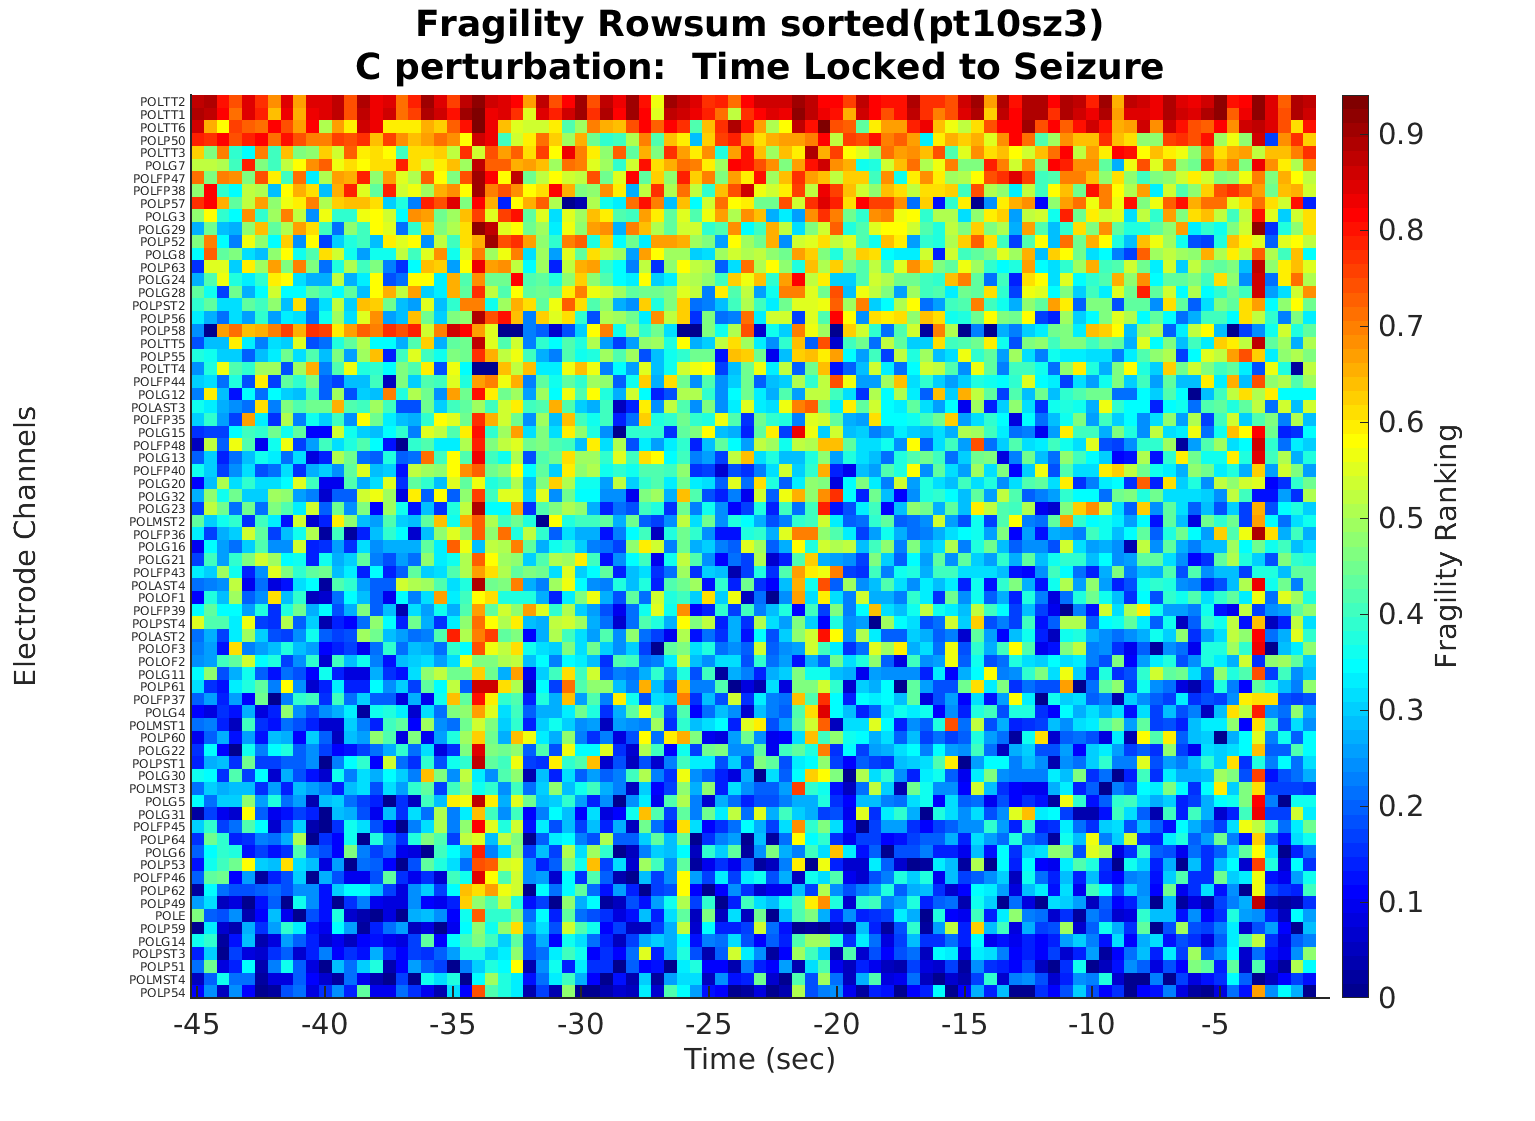 Fragility Rowsum sorted(pt10sz3)
C perturbation:  Time Locked to Seizure
Electrode Channels
POLTT2
POLTT1
POLTT6
POLP50
POLTT3
POLG7
POLFP47
POLFP38
POLP57
POLG3
POLG29
POLP52
POLG8
POLP63
POLG24
POLG28
POLPST2
POLP56
POLP58
POLTT5
POLP55
POLTT4
POLFP44
POLG12
POLAST3
POLFP35
POLG15
POLFP48
POLG13
POLFP40
POLG20
POLG32
POLG23
POLMST2
POLFP36
POLG16
POLG21
POLFP43
POLAST4
POLOF1
POLFP39
POLPST4
POLAST2
POLOF3
POLOF2
POLG11
POLP61
POLFP37
POLG4
POLMST1
POLP60
POLG22
POLPST1
POLG30
POLMST3
POLG5
POLG31
POLFP45
POLP64
POLG6
POLP53
POLFP46
POLP62
POLP49
POLE
POLP59
POLG14
POLPST3
POLP51
POLMST4
POLP54
-45 -40 -35 -30 -25 -20 -15 -10 -5
Time (sec)
0.9
0.8
0.7
0.6
0.5
0.4
0.3
0.2
0.1
0
Fragility Ranking